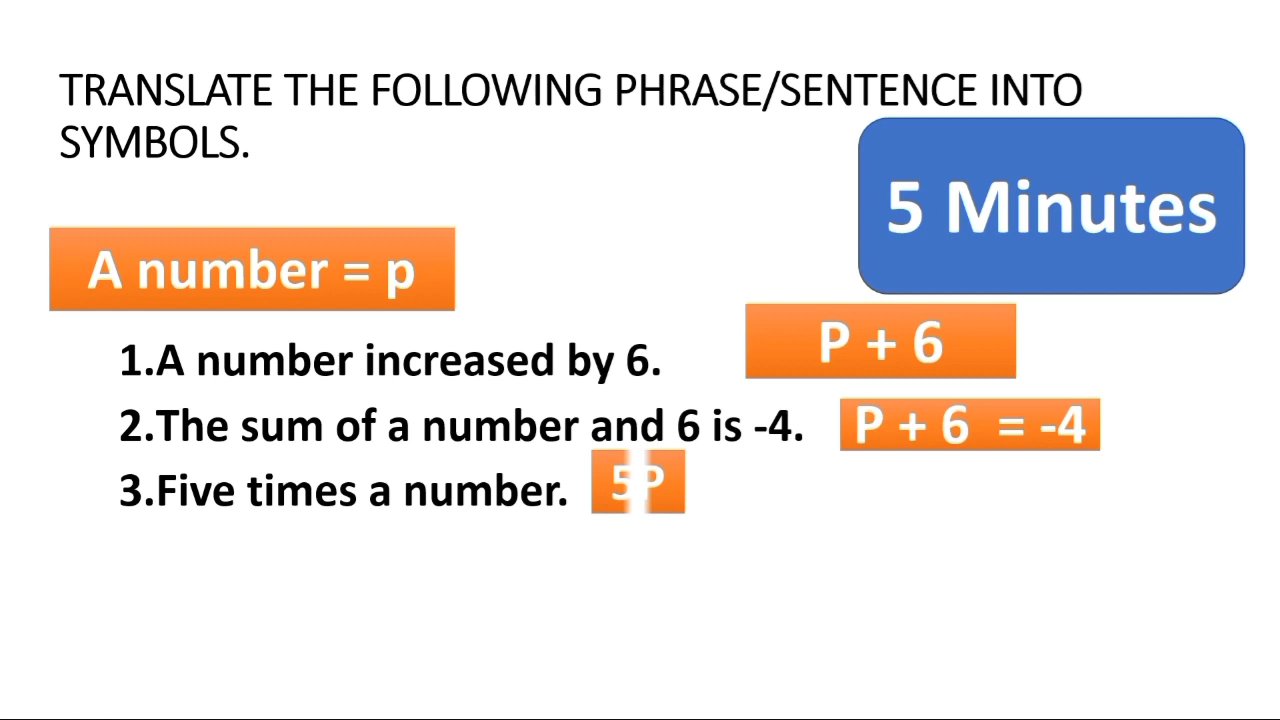 TRANSLATE THE FOLLOWING PHRASE/SENTENCE INTO
SYMBOLS.
5 Minutes
A number = p
1.A number increased by 6.
P + 6
2.The sum of a number and 6 is -4.
P + 6 = -4
3.Five times a number.
5P